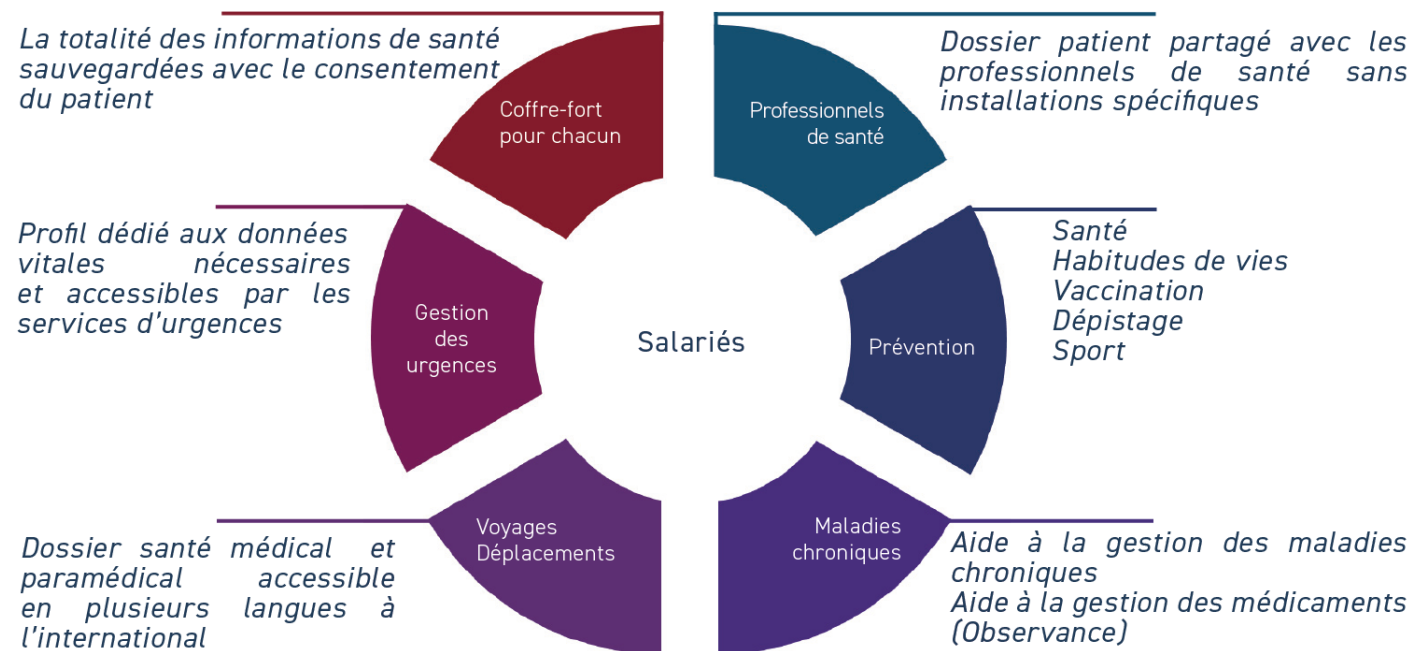 La totalité des informations de santé
sauvegardées avec le consentement
du patient
Coffre-fort
pour chacun
Professionnels
de santé
Dossier patient partagé avec les
professionnels de santé sans
installations spécifiques
Profil dédié aux données
vitales nécessaires
et accessibles par les
services d'urgences
Gestion
des
urgences
Salariés
Prévention
Santé
Habitudes de vies
Vaccination
Dépistage
Sport
Dossier santé médical et
paramédical accessible
en plusieurs langues à
l'international
Voyages
Déplacements
Maladies
chroniques
Aide à la gestion des maladies
chroniques
Aide à la gestion des médicaments
(Observance)